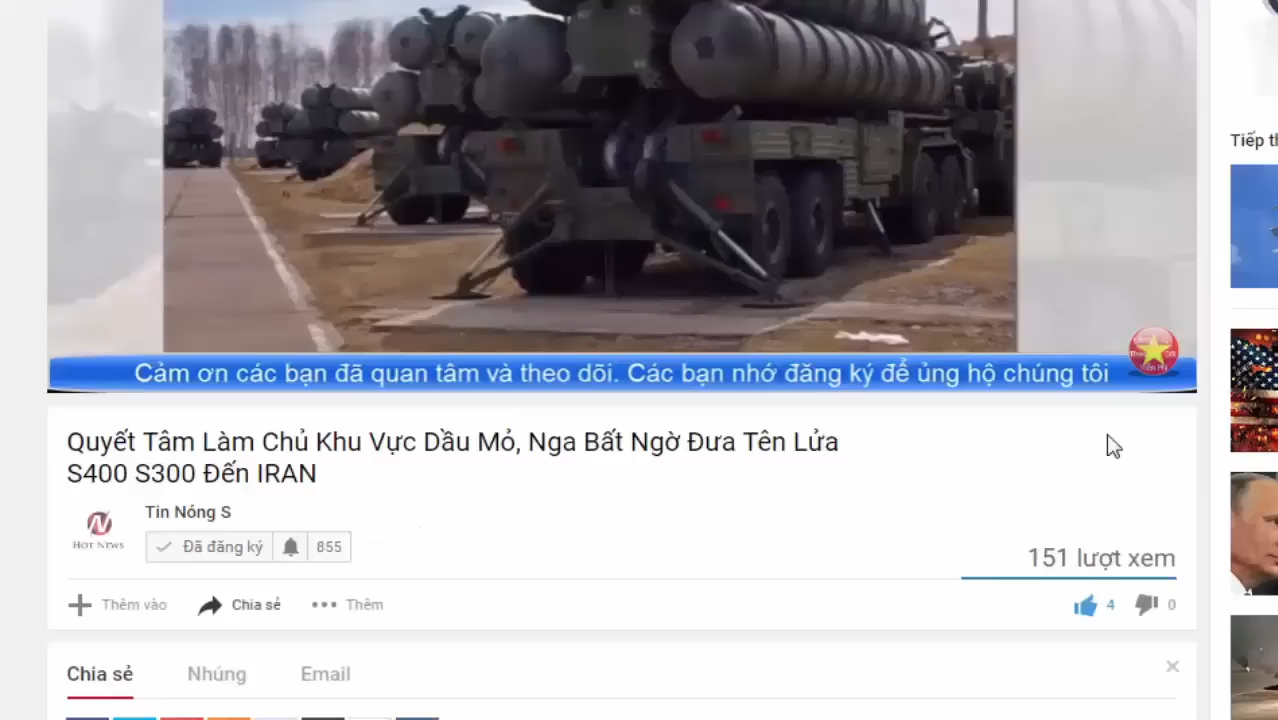 Tiếp
Cảm ơn các bạn đã quan tâm và theo dõi. Các bạn nhớ đăng ký để ủng hộ chúng tôi
Quyết Tâm Làm Chủ Khu Vực Dầu Mỏ, Nga Bất Ngờ Đưa Tên Lửa
S400 S300 Đến IRAN
Tin Nóng S
N
HOT NEWS
Đã đăng ký 855
151 lượt xem
Thêm vào Chia sẻ Thêm 4 0
Chia sẻ Nhúng Email